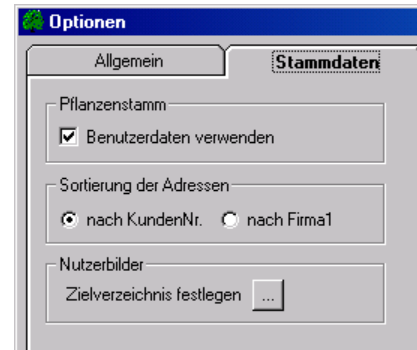 Optionen
Allgemein Stammdaten
Pflanzenstamm
Benutzerdaten verwenden
Sortierung der Adressen
nach KundenNr. nach Firma1
Nutzerbilder
Zielverzeichnis festlegen ...